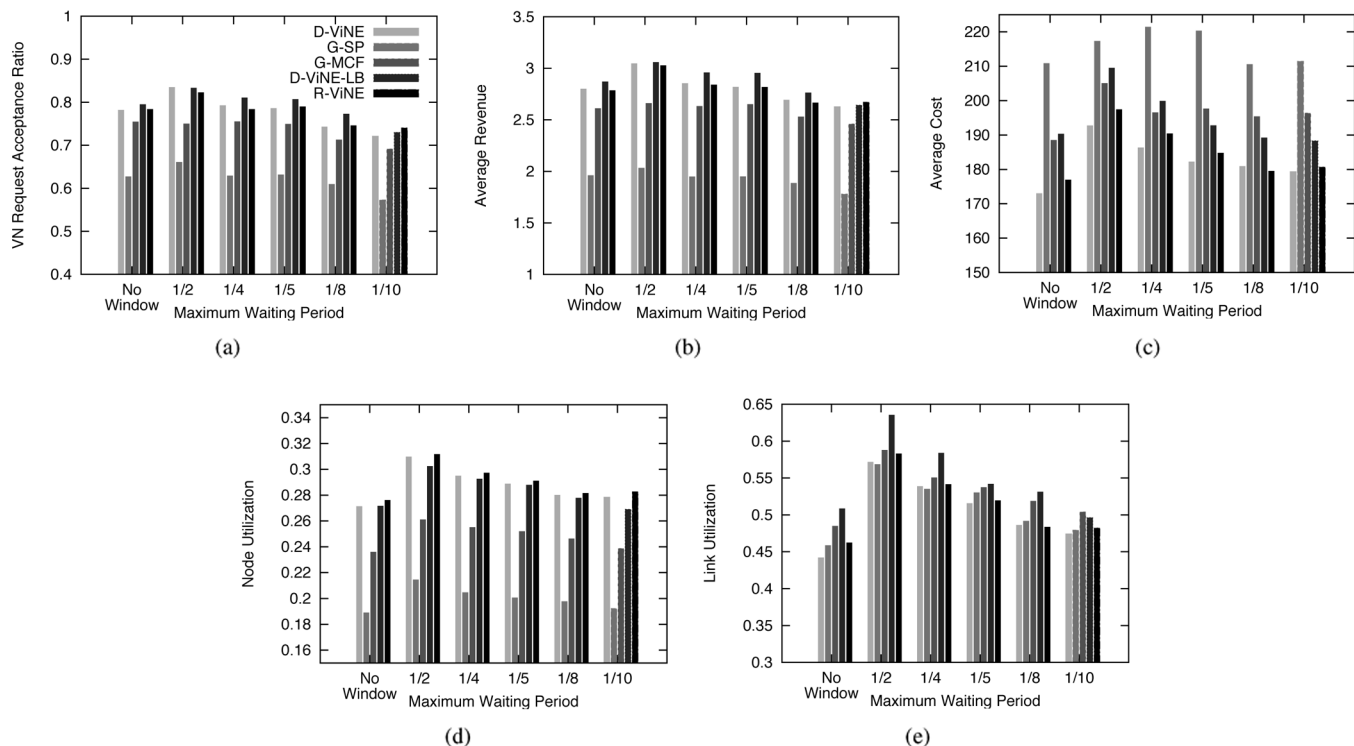 VN Request Acceptance Ratio
1
0.9
0.8
0.7
0.6
0.5
0.4
D-ViNE
G-SP
G-MCF
D-ViNE-LB
R-ViNE
No Window
1/2
1/4
1/5
1/8
1/10
Maximum Waiting Period
(a)
Average Revenue
3.5
3
2.5
2
1.5
1
No Window
1/2
1/4
1/5
1/8
1/10
Maximum Waiting Period
(b)
Average Cost
220
210
200
190
180
170
160
150
No Window
1/2
1/4
1/5
1/8
1/10
Maximum Waiting Period
(c)
Node Utilization
0.34
0.32
0.3
0.28
0.26
0.24
0.22
0.2
0.18
0.16
No Window
1/2
1/4
1/5
1/8
1/10
Maximum Waiting Period
(d)
Link Utilization
0.65
0.6
0.55
0.5
0.45
0.4
0.35
0.3
No Window
1/2
1/4
1/5
1/8
1/10
Maximum Waiting Period
(e)